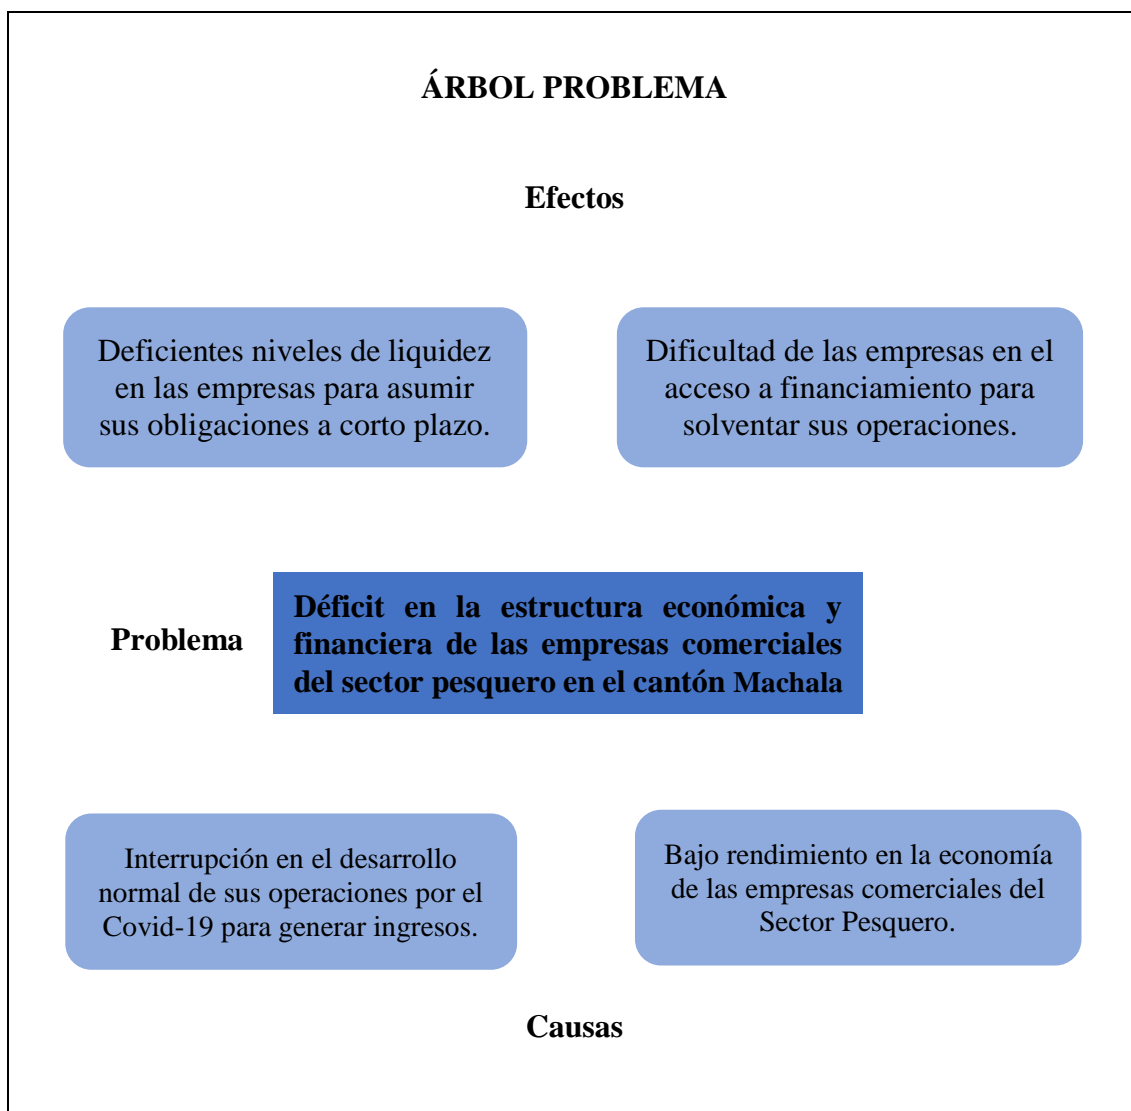 ÁRBOL PROBLEMA
Efectos
Deficientes niveles de liquidez
en las empresas para asumir
sus obligaciones a corto plazo.
Dificultad de las empresas en el
acceso a financiamiento para
solventar sus operaciones.
Problema
Déficit en la estructura económica y
financiera de las empresas comerciales
del sector pesquero en el cantón Machala
Interrupción en el desarrollo
normal de sus operaciones por el
Covid-19 para generar ingresos.
Bajo rendimiento en la economía
de las empresas comerciales del
Sector Pesquero.
Causas